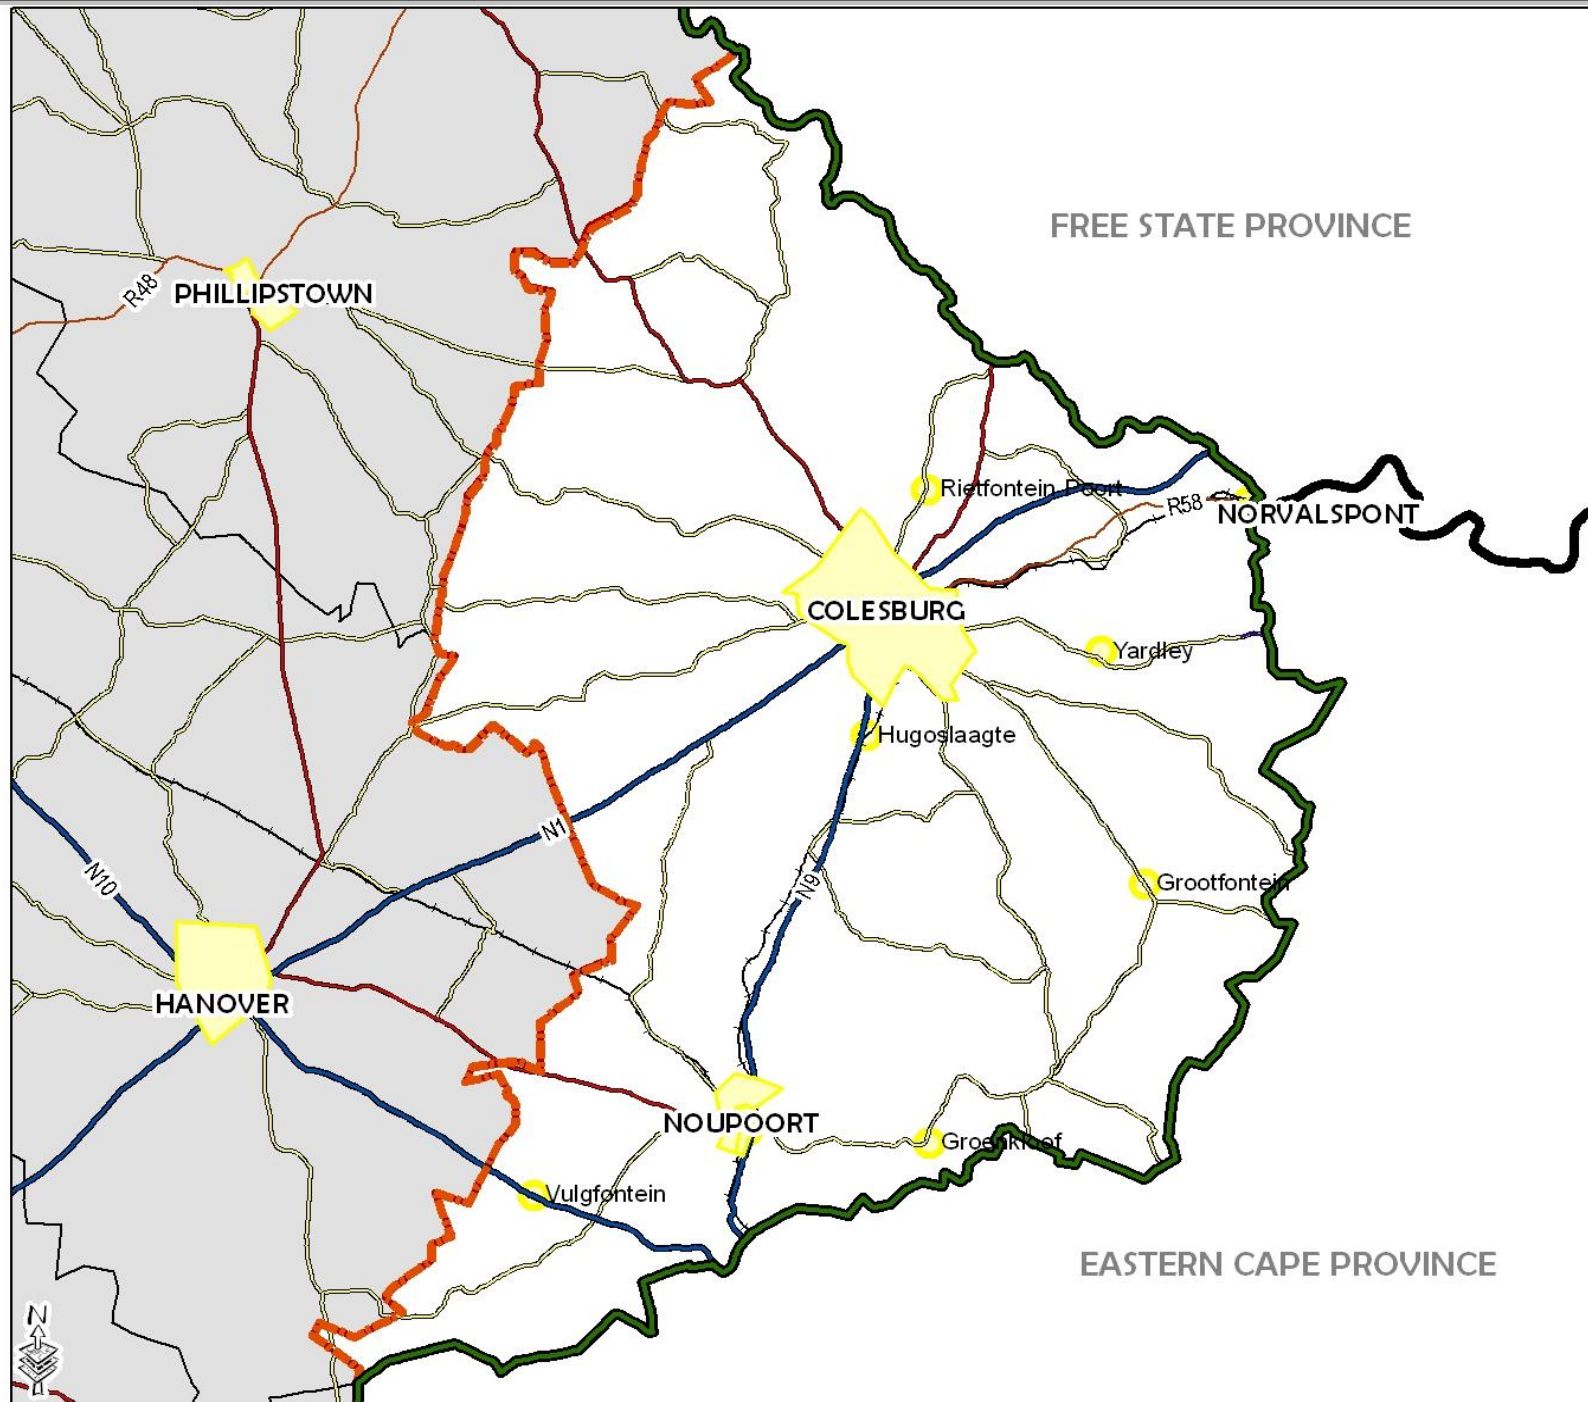 FREE STATE PROVINCE
R48
PHILLIPSTOWN
Rietfontein Poort
R58
NORVALSPONT
COLESBURG
Yardley
Hugoslaagte
N1
N10
N9
Grootfontein
HANOVER
NOUPOORT
Groenkloof
Vulgfontein
EASTERN CAPE PROVINCE
N